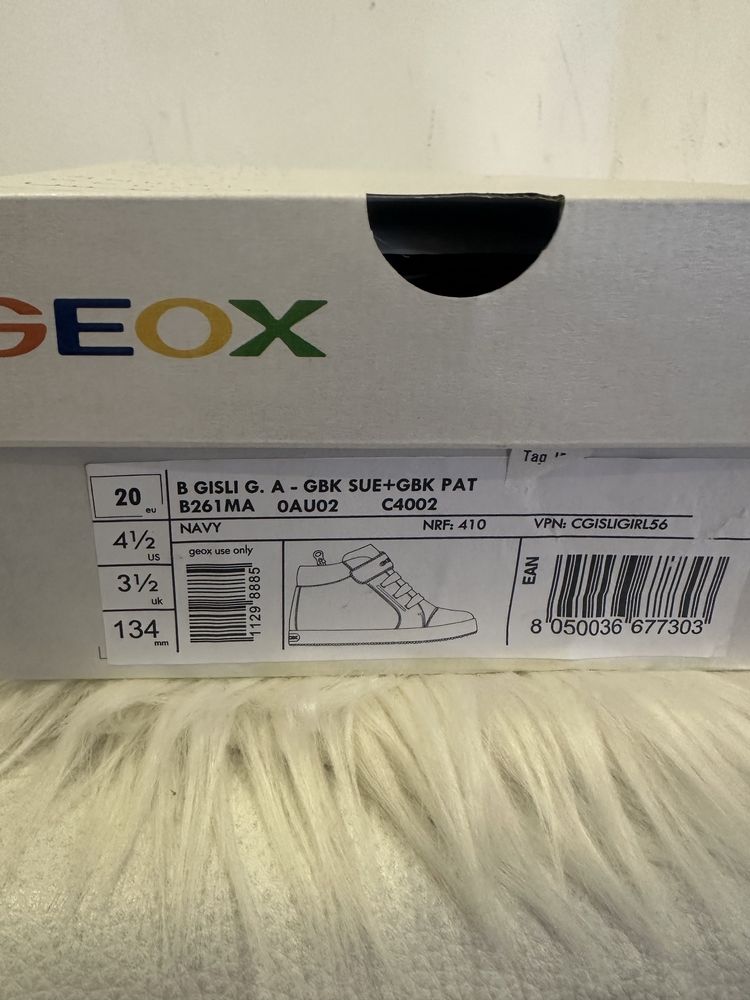 GEOX
Tag
20 eu
B GISLI G. A - GBK SUE+GBK PAT
B261MA 0AU02 C4002
NAVY NRF: 410 VPN: CGISLIGIRL56
4½ US
3½ uk
134 mm
geox use only
1129 8885
EAN
8 050036 677303